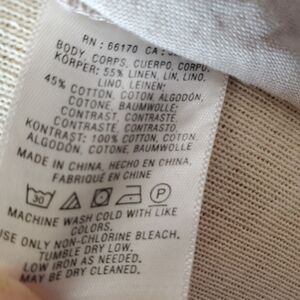 RN: 66170 CA:
BODY, CORPS, CUERPO, CORPO,
KÖRPER: 55% LINEN, LIN, LINO,
LINO, LEINEN;
45% COTTON, COTON, ALGODÓN,
COTONE, BAUMWOLLE;
CONTRAST, CONTRASTE,
CONTRASTE, CONTRASTO,
KONTRAST: 100% COTTON, COTON,
ALGODÓN, COTONE, BAUMWOLLE
MADE IN CHINA, HECHO EN CHINA,
FABRIQUÉ EN CHINE
30 P
MACHINE WASH COLD WITH LIKE
COLORS.
USE ONLY NON-CHLORINE BLEACH.
TUMBLE DRY LOW.
LOW IRON AS NEEDED.
MAY BE DRY CLEANED.